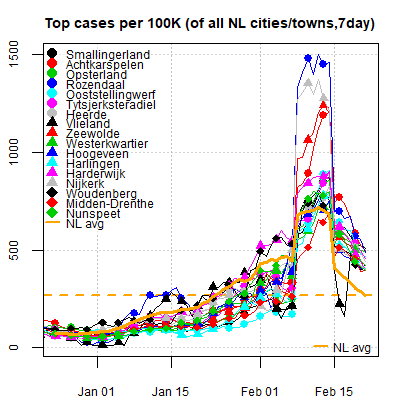 Top cases per 100K (of all NL cities/towns,7day)
1500
1000
500
0
Smallingerland
Achtkarspelen
Opsterland
Rozendaal
Ooststellingwerf
Tytsjerksteradiel
Heerde
Vlieland
Zeewolde
Westerkwartier
Hoogeveen
Harlingen
Harderwijk
Nijkerk
Woudenberg
Midden-Drenthe
Nunspeet
NL avg
NL avg
Jan 01
Jan 15
Feb 01
Feb 15